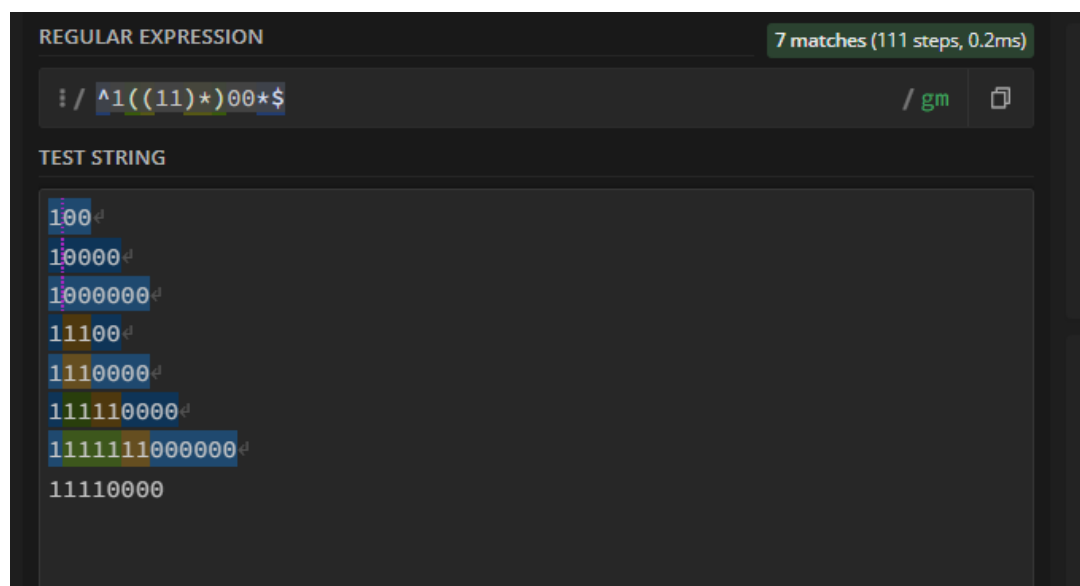 REGULAR EXPRESSION
7 matches (111 steps, 0.2ms)
/ ^1((11)*)00*$ / gm
TEST STRING
100
10000
1000000
11100
1110000
111110000
1111111000000
11110000